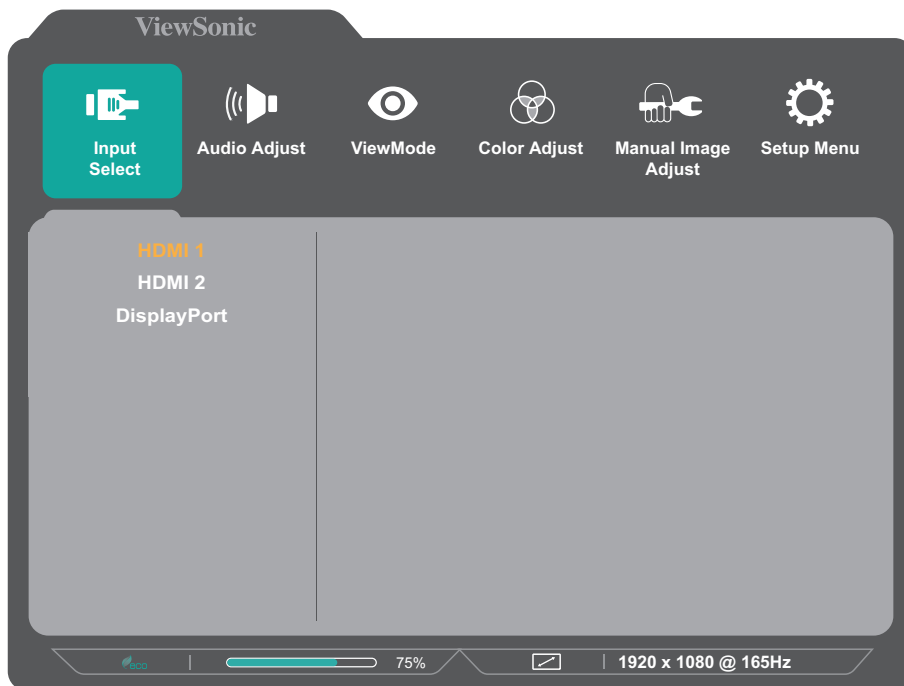 ViewSonic
Input
Select
Audio Adjust
ViewMode
Color Adjust
Manual Image
Adjust
Setup Menu
HDMI 1
HDMI 2
DisplayPort
eco
75%
1920 x 1080 @ 165Hz